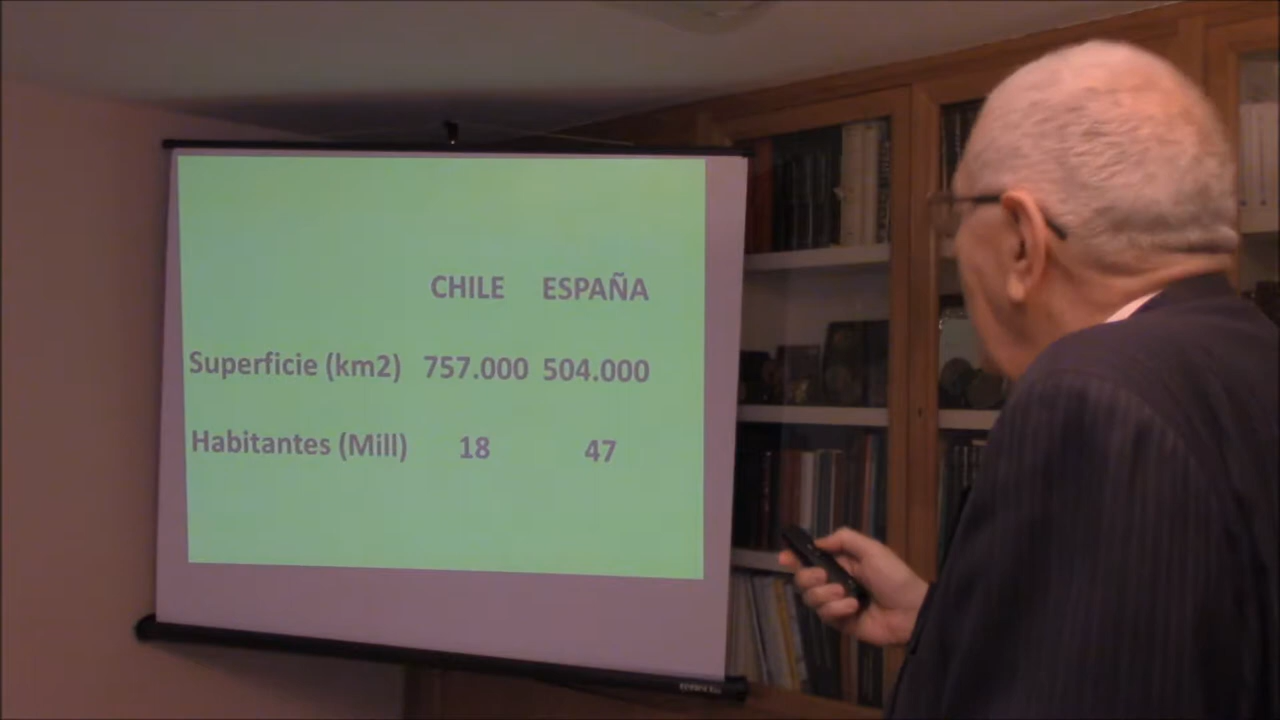 CHILE ESPAÑA
Superficie (km2) 757.000 504.000
Habitantes (Mill) 18 47